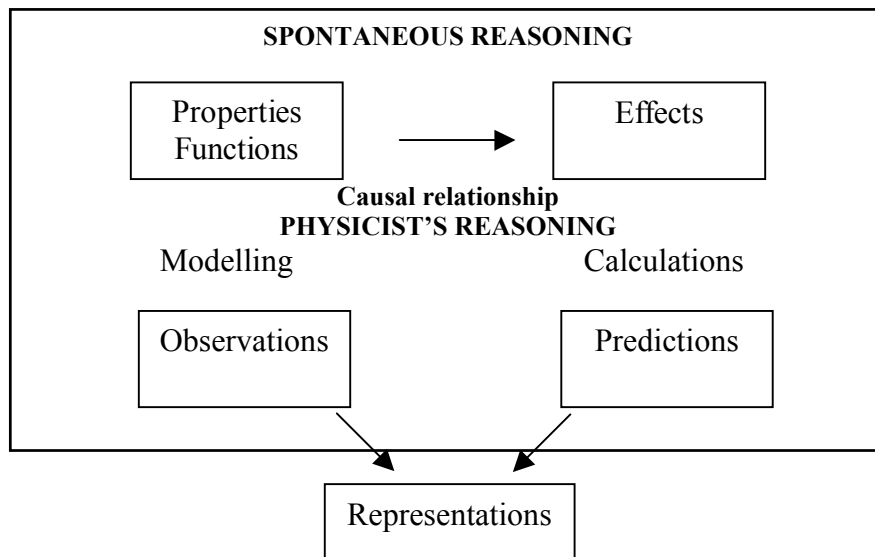 SPONTANEOUS REASONING
Properties
Functions
Effects
Causal relationship
PHYSICIST’S REASONING
Modelling
Calculations
Observations
Predictions
Representations